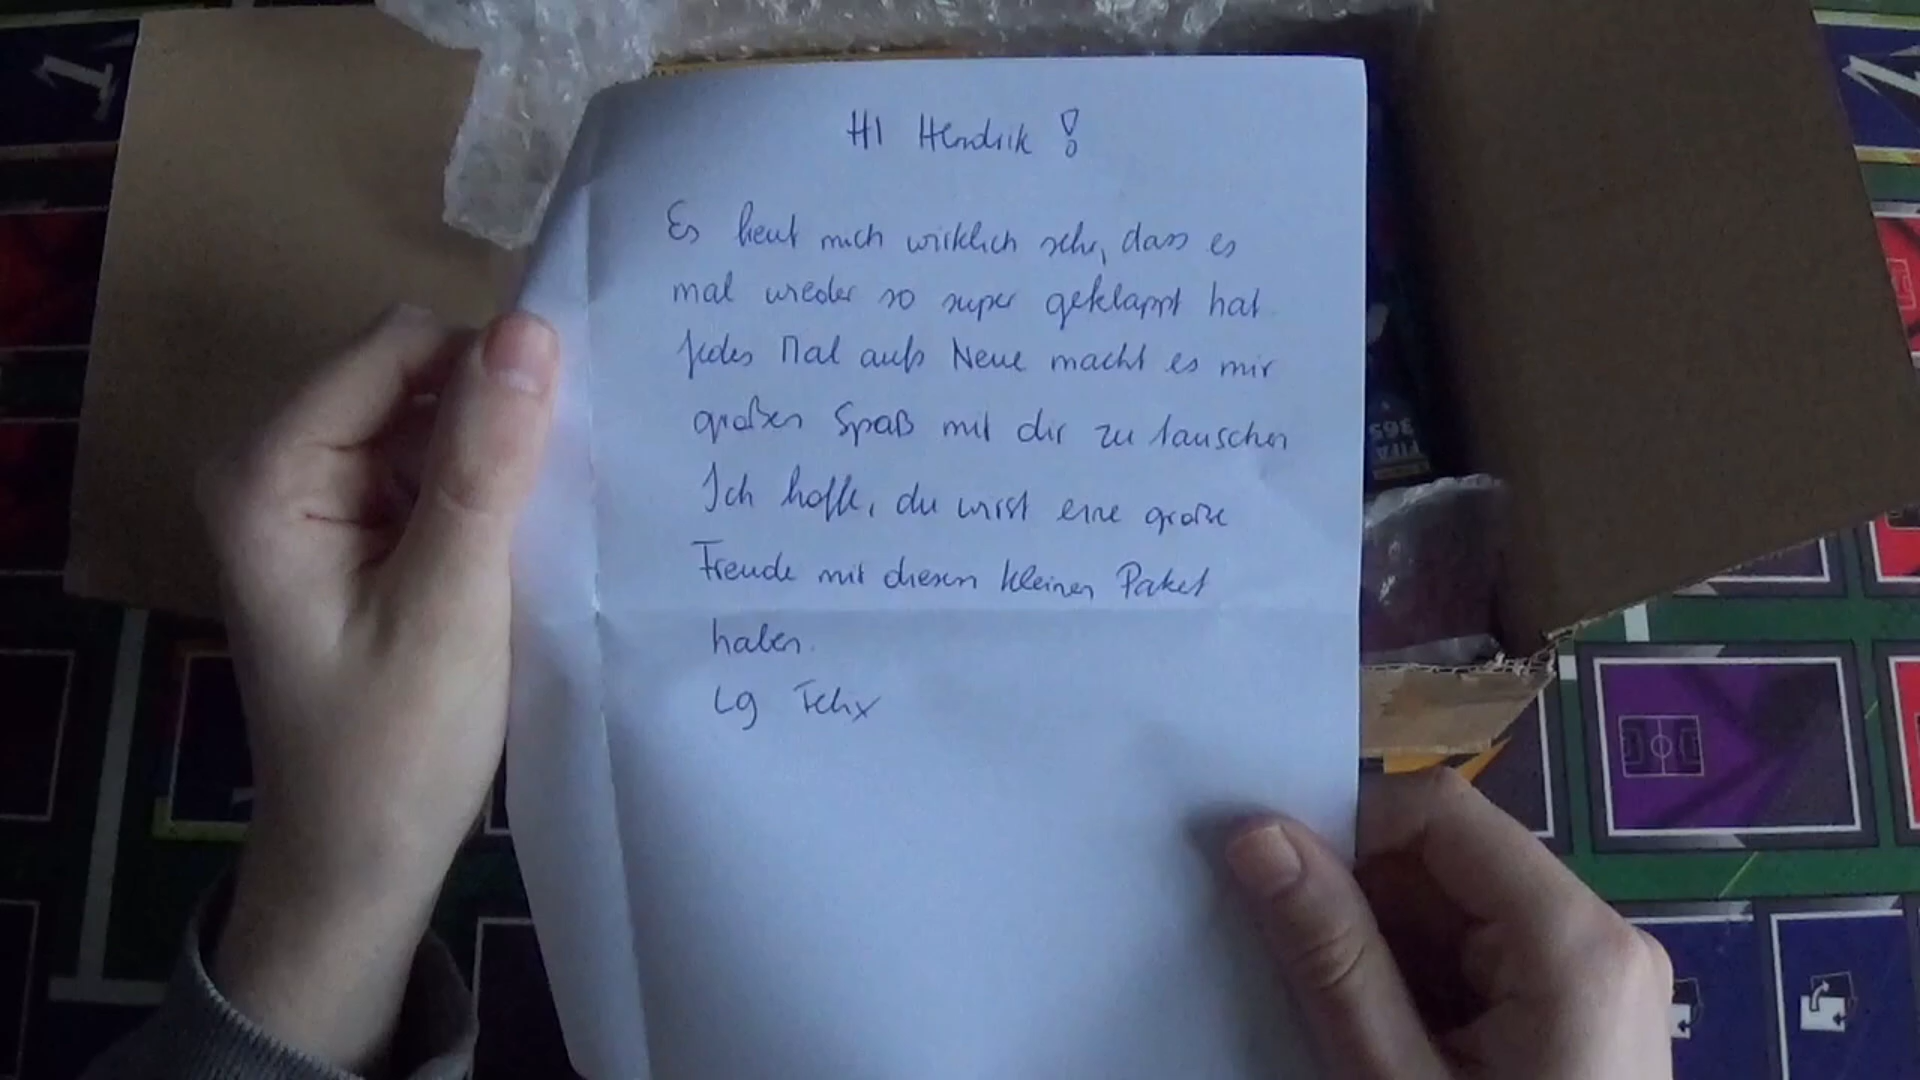 HI Hendrik!
Es freut mich wirklich sehr, dass es
mal wieder so super geklappt hat.
Jedes Mal aufs Neue macht es mir
großen Spaß mit dir zu tauschen
Ich hoffe, du wirst eine große
Freude mit diesen kleinen Paket
haben.
Lg Felix
FIFA
365